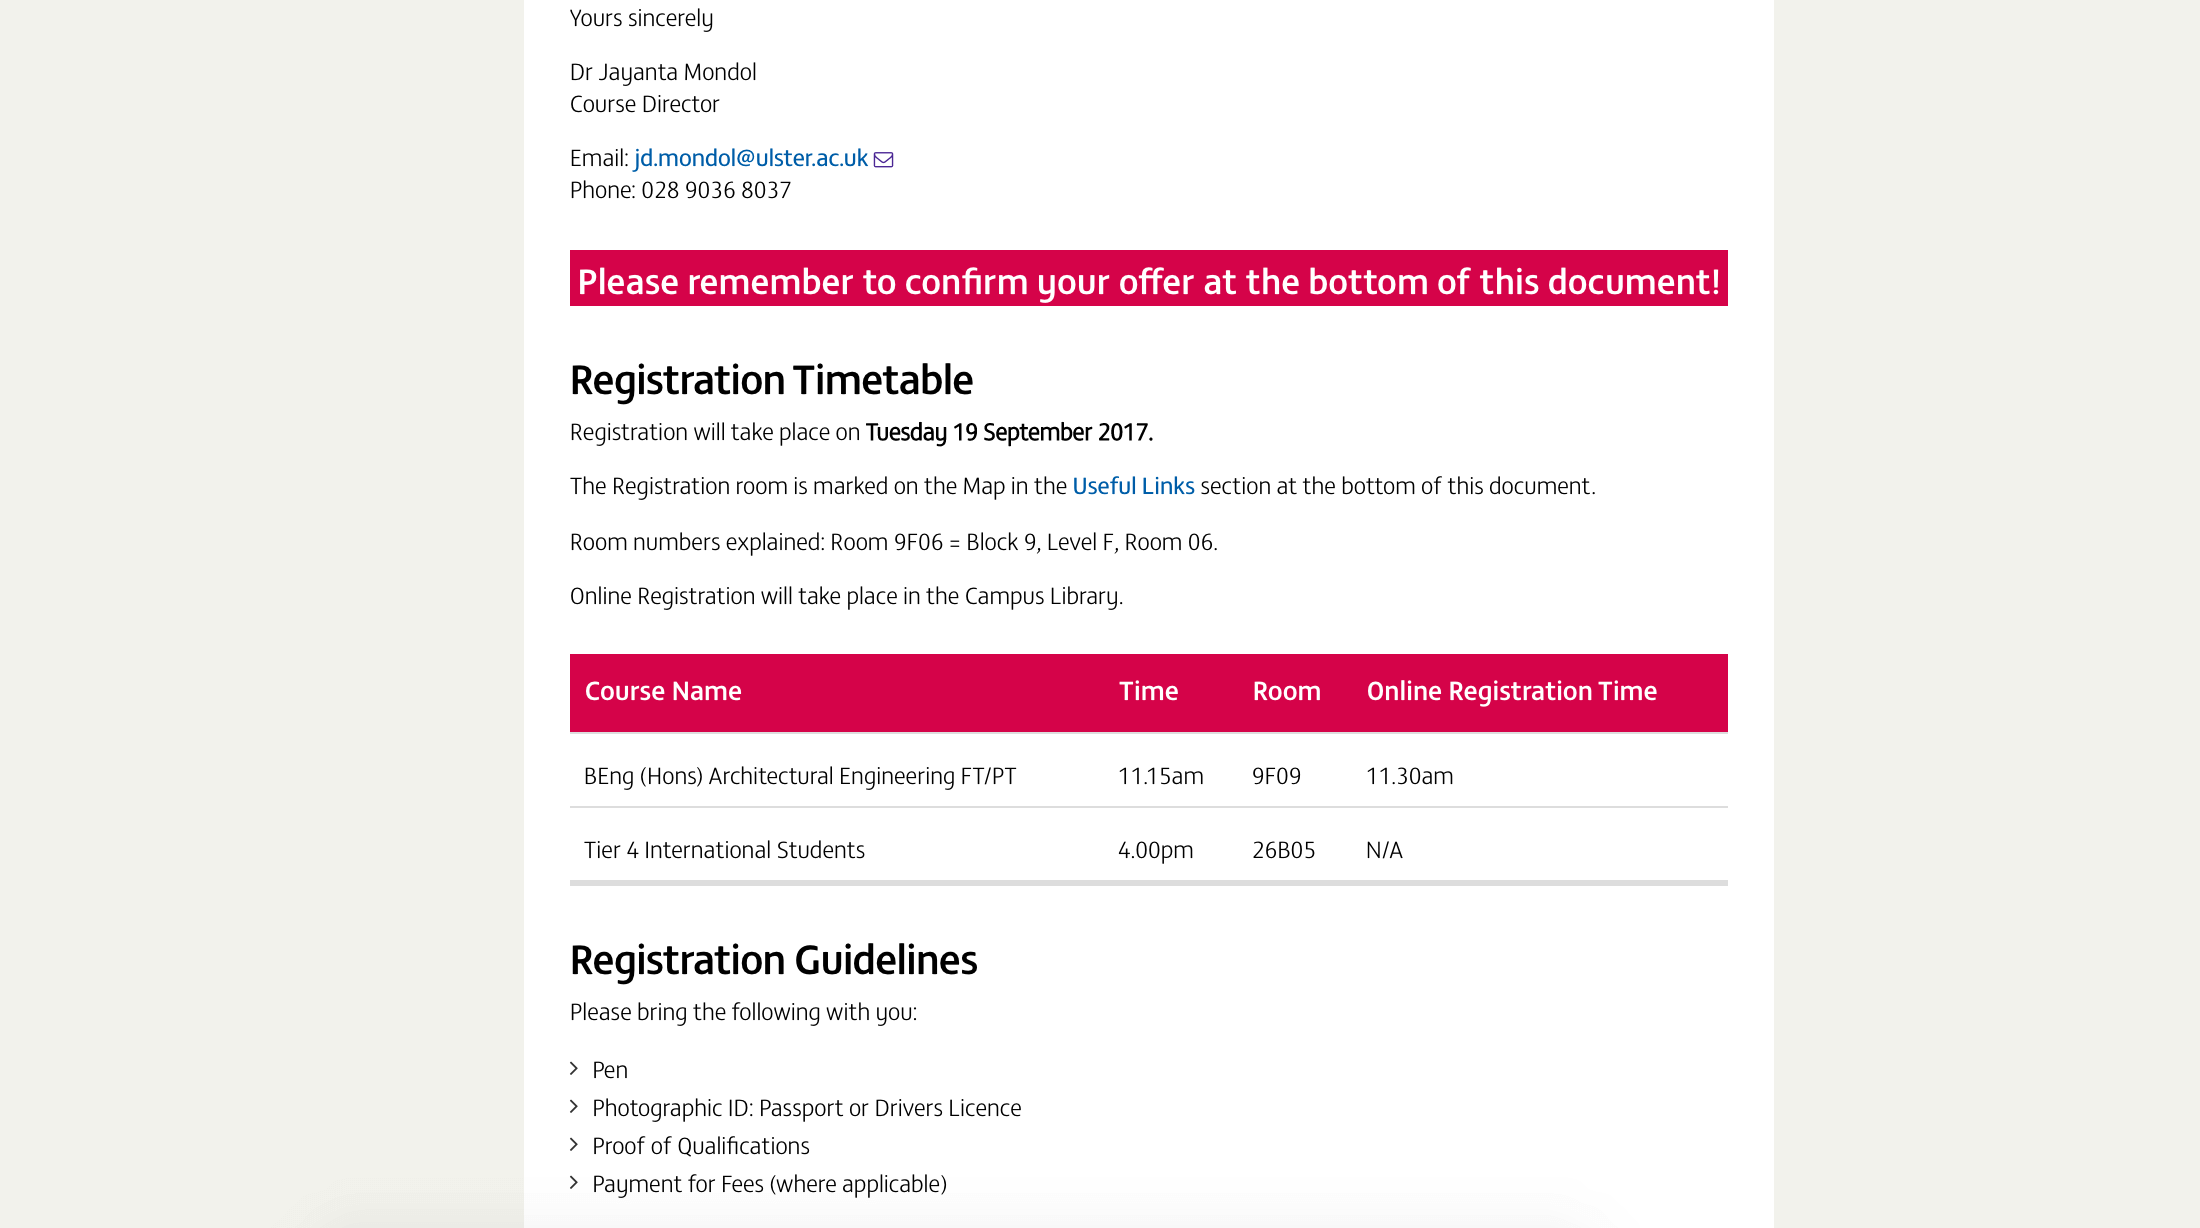 Yours sincerely
Dr Jayanta Mondol
Course Director
Email: jd.mondol@ulster.ac.uk
Phone: 028 9036 8037
Please remember to confirm your offer at the bottom of this document!
Registration Timetable
Registration will take place on Tuesday 19 September 2017.
The Registration room is marked on the Map in the Useful Links section at the bottom of this document.
Room numbers explained: Room 9F06 = Block 9, Level F, Room 06.
Online Registration will take place in the Campus Library.
Course Name Time Room Online Registration Time
BEng (Hons) Architectural Engineering FT/PT 11.15am 9F09 11.30am
Tier 4 International Students 4.00pm 26B05 N/A
Registration Guidelines
Please bring the following with you:
Pen
Photographic ID: Passport or Drivers Licence
Proof of Qualifications
Payment for Fees (where applicable)